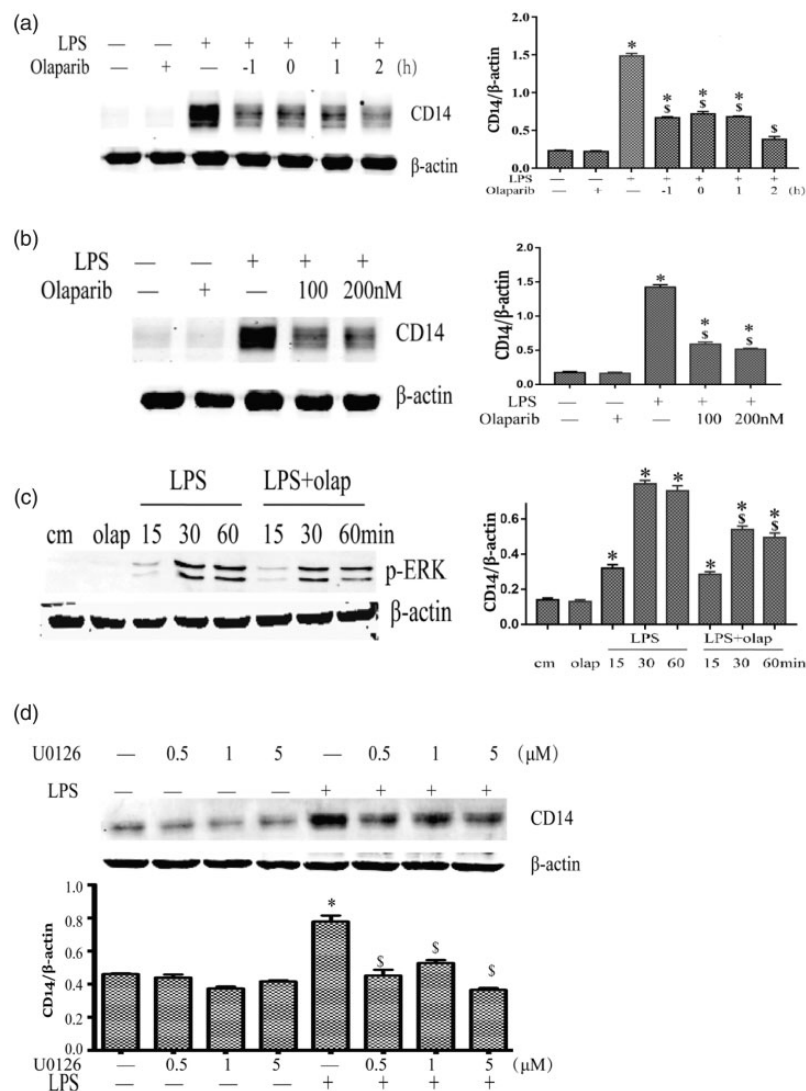 (a)
LPS — — + + + + +
Olaparib — + — -1 0 1 2 (h)
CD14
β-actin
CD14/β-actin
2.0
1.5
1.0
0.5
0.0
* * $ * $ * $ $
LPS — — + + + + +
Olaparib — + — -1 0 1 2 (h)
(b)
LPS — — + + +
Olaparib — + — 100 200nM
CD14
β-actin
CD14/β-actin
2.0
1.5
1.0
0.5
0.0
* * $ * $
LPS — — + + +
Olaparib — + — 100 200nM
(c)
LPS LPS+olap
cm olap 15 30 60 15 30 60min
p-ERK
β-actin
CD14/β-actin
0.6
0.4
0.2
0.0
* * * * * $ * $
LPS LPS+olap
cm olap 15 30 60 15 30 60min
(d)
U0126 — 0.5 1 5 — 0.5 1 5 (μM)
LPS — — — — + + + +
CD14
β-actin
CD14/β-actin
1.0
0.8
0.6
0.4
0.2
0.0
* $ $ $
U0126 — 0.5 1 5 — 0.5 1 5 (μM)
LPS — — — — + + + +